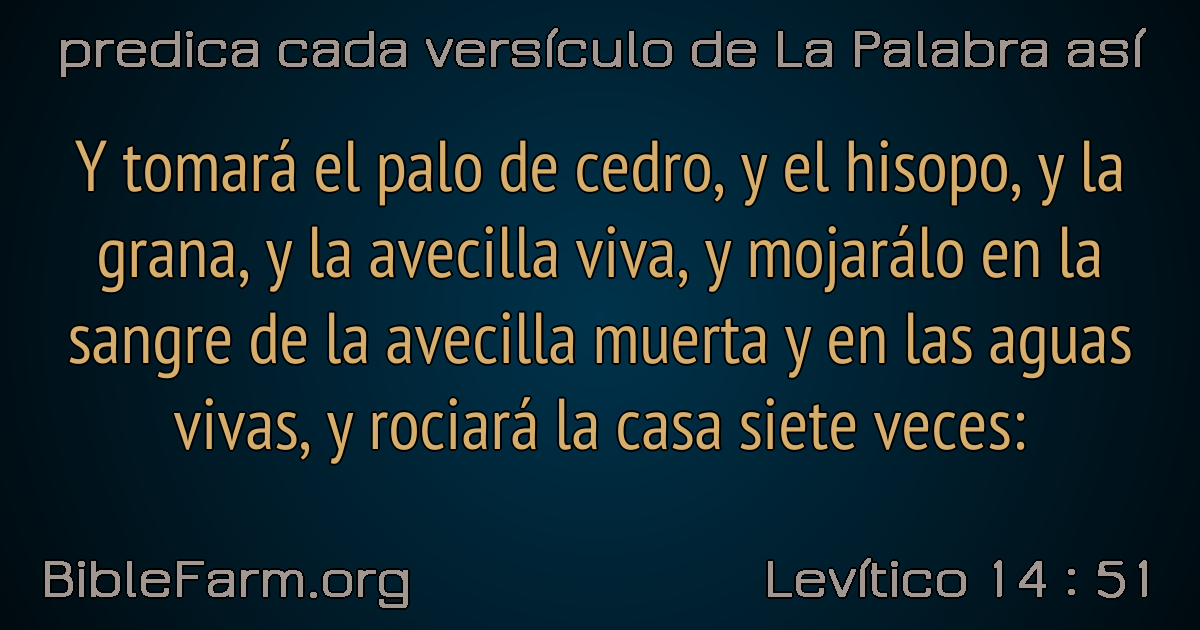 predica cada versículo de La Palabra así
Y tomará el palo de cedro, y el hisopo, y la
grana, y la avecilla viva, y mojarálo en la
sangre de la avecilla muerta y en las aguas
vivas, y rociará la casa siete veces:
BibleFarm.org
Levítico 14 : 51